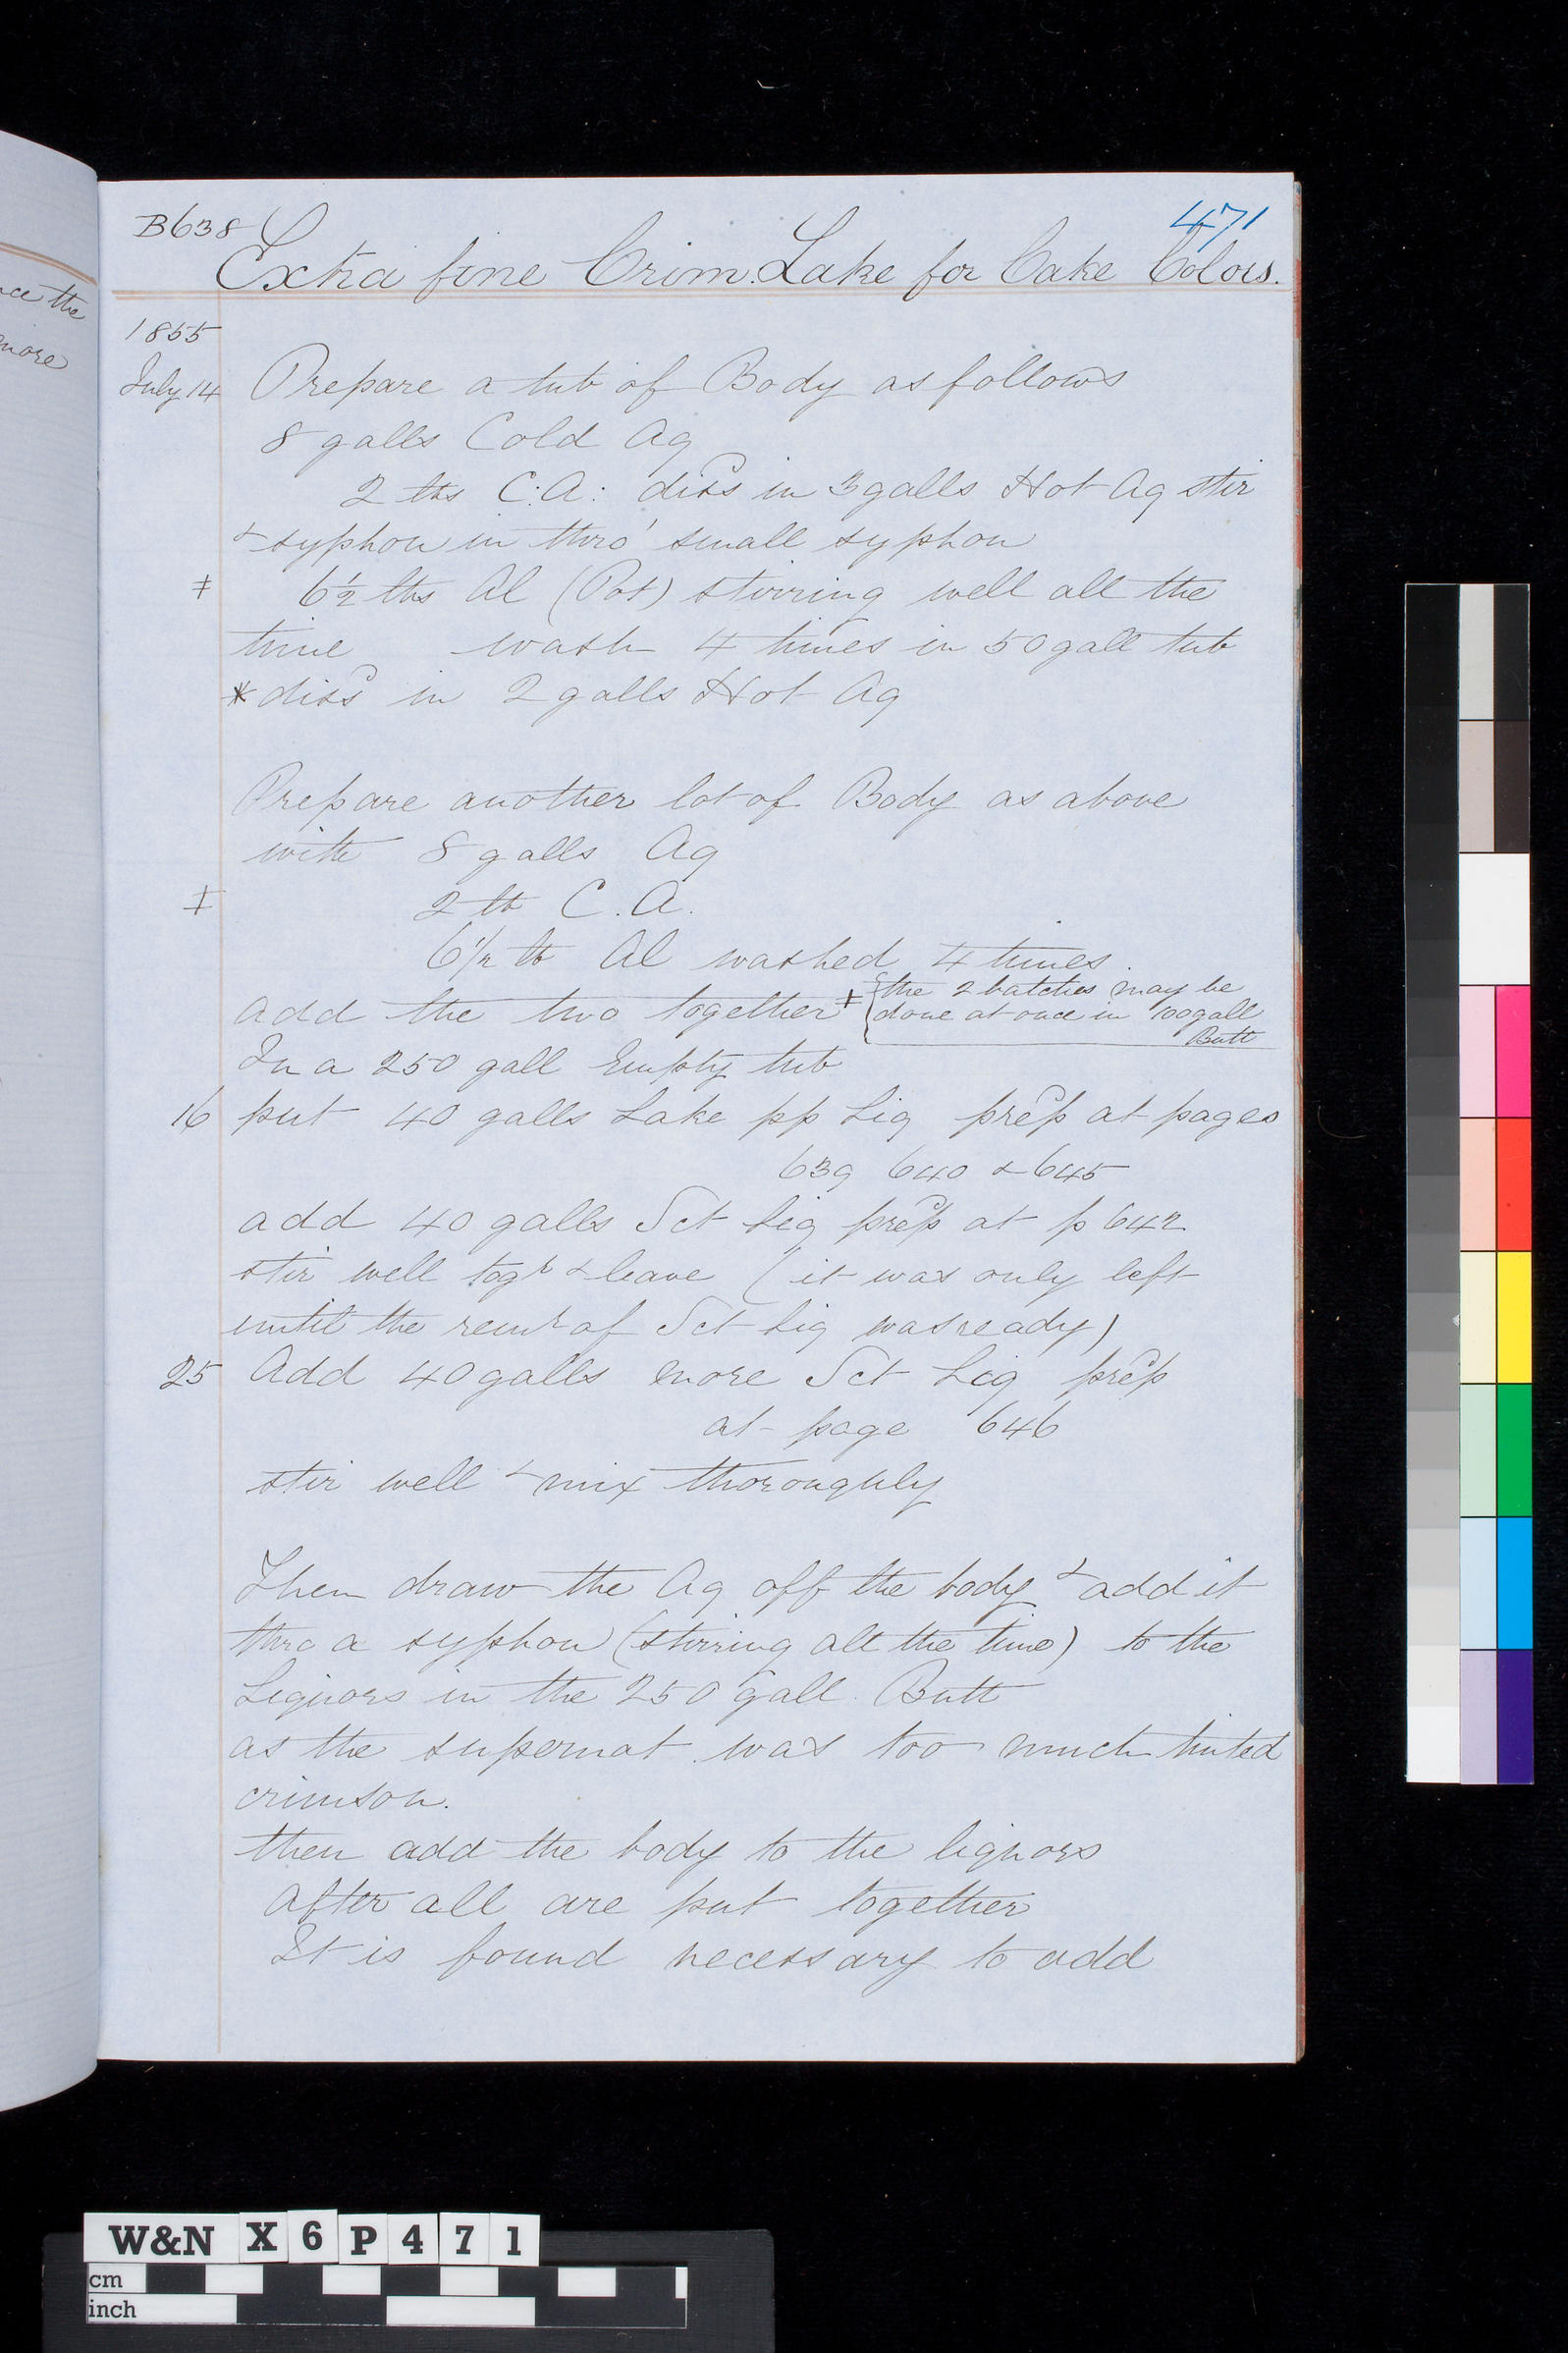 B638
471
Extra fine Crim. Lake for Cake Colors.
1855
July 14 Prepare a tub of Body as follows
8 galls Cold Aq
2 lbs C:A: dissd in 3 galls Hot Aq stir
& syphon in thro' small syphon
‡ 6½ lbs Al (Pot) stirring well all the
time wash 4 times in 50 gall tub
* dissd in 2 galls Hot Aq
Prepare another lot of Body as above
with 8 galls Aq
‡ 2 lb C.A.
6½ lb Al washed 4 times.
add the two together ‡ {the 2 batches may be
done at once in 100 gall
Butt
In a 250 gall Empty tub
16 put 40 galls Lake pp Liq prepd at pages
639 640 & 645
add 40 galls Sct Liq prepd at p 642
stir well togr & leave (it was only left
until the remr of Sct Liq was ready)
25 Add 40 galls more Sct Liq prepd
at page 646
stir well & mix thoroughly
Then draw the Aq off the body & add it
thro a syphon (stirring all the time) to the
Liquors in the 250 gall Butt
as the supernat was too much tinted
crimson.
then add the body to the liquors
after all are put together
It is found necessary to add
ce the
more
W&N X6P471
cm
inch